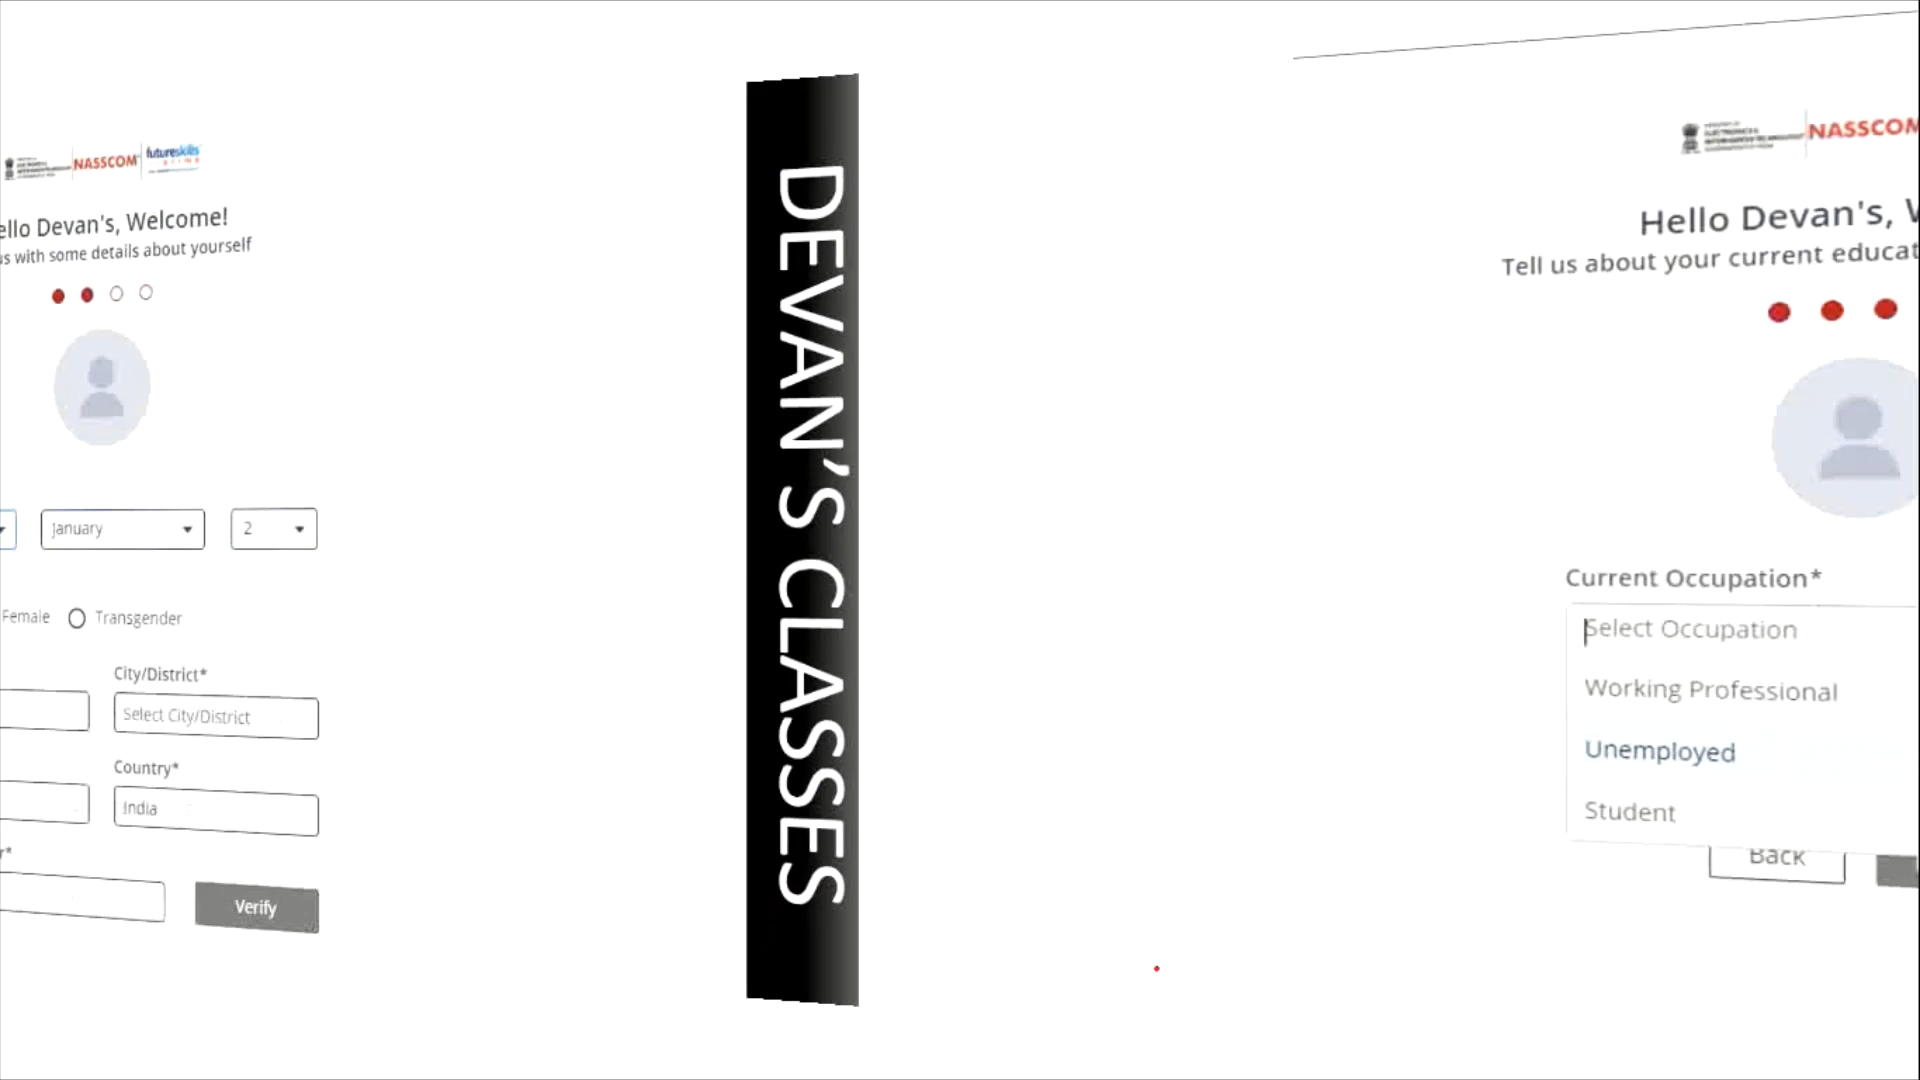 NASSCOM
futureskills
ello Devan's, Welcome!
us with some details about yourself
January
2
Female
Transgender
City/District*
Select City/District
Country*
India
r*
Verify
DEVAN'S CLASSES
NASSCOM
Hello Devan's, W
Tell us about your current educat
Current Occupation*
Select Occupation
Working Professional
Unemployed
Student
Back